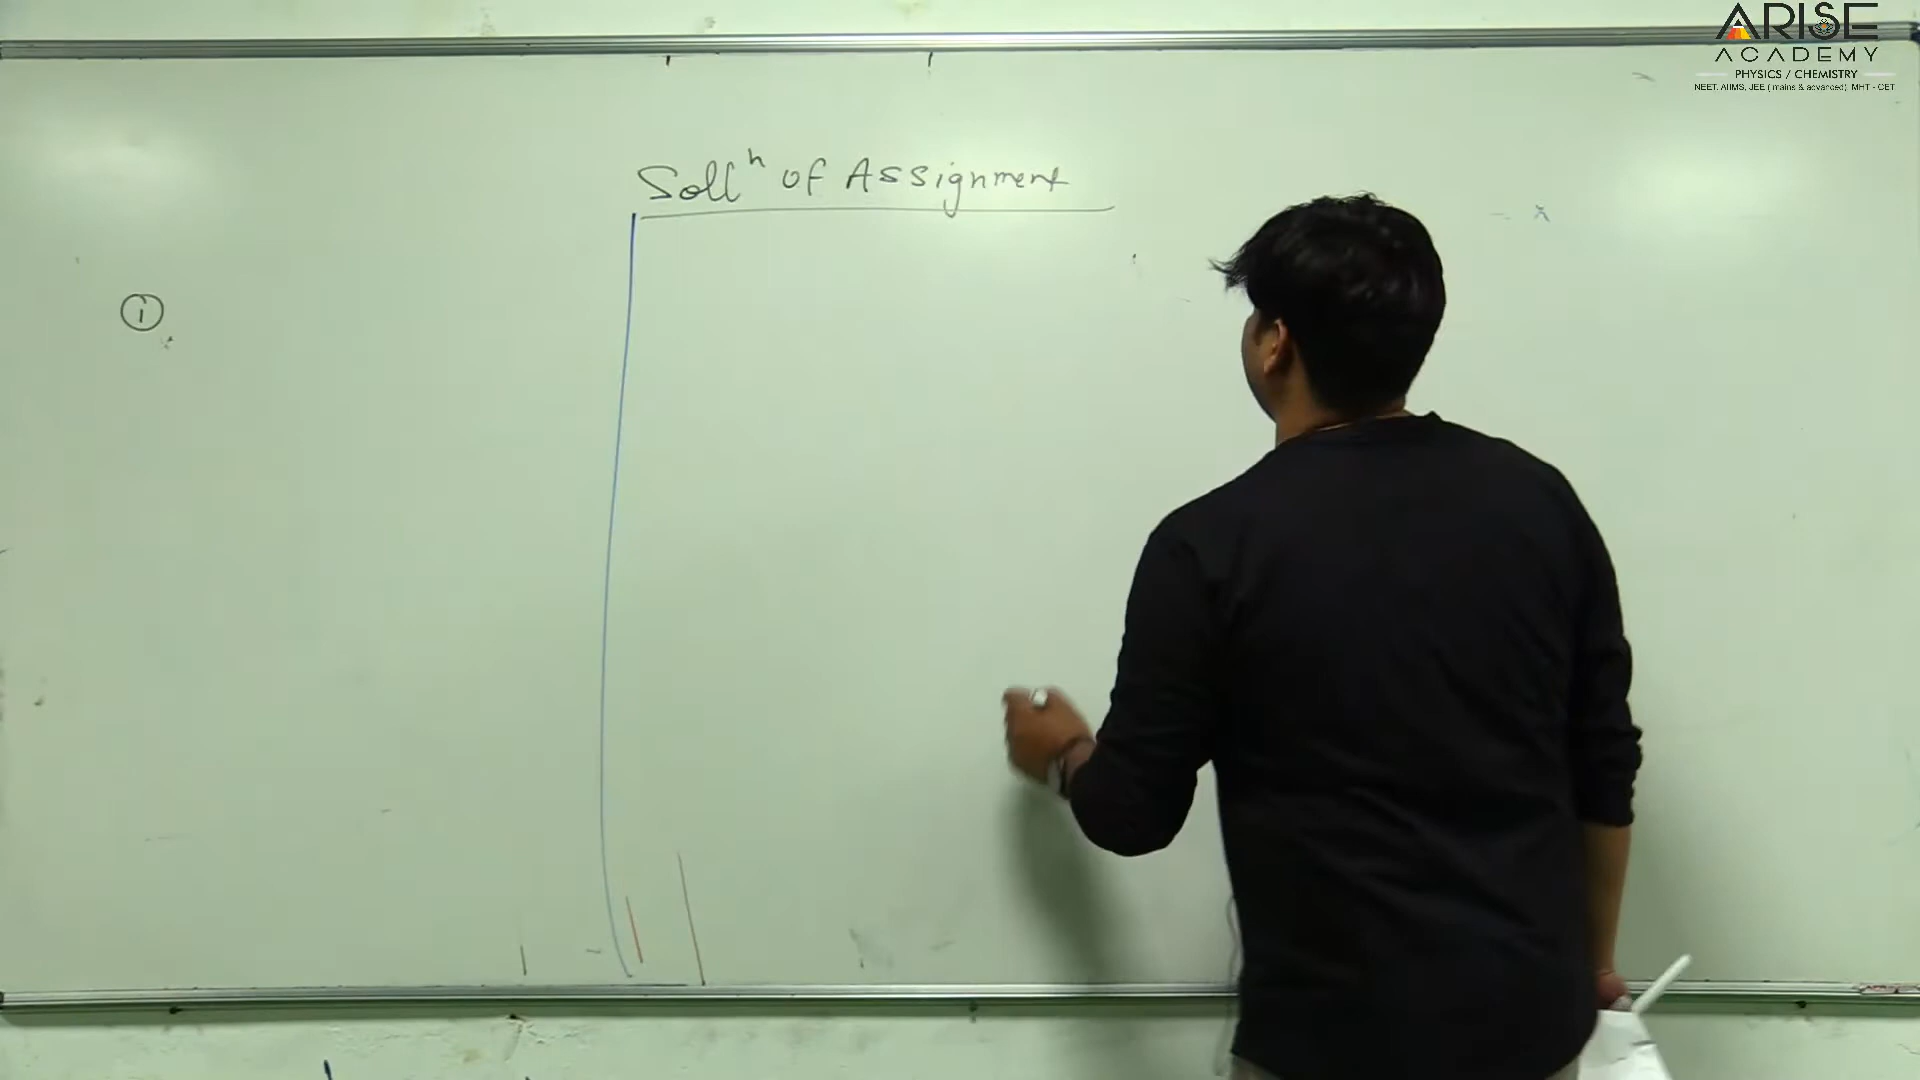 ARISE
ACADEMY
PHYSICS / CHEMISTRY
NEET, AIIMS, JEE ( mains & advanced), MHT - CET
Sollⁿ of Assignment
①